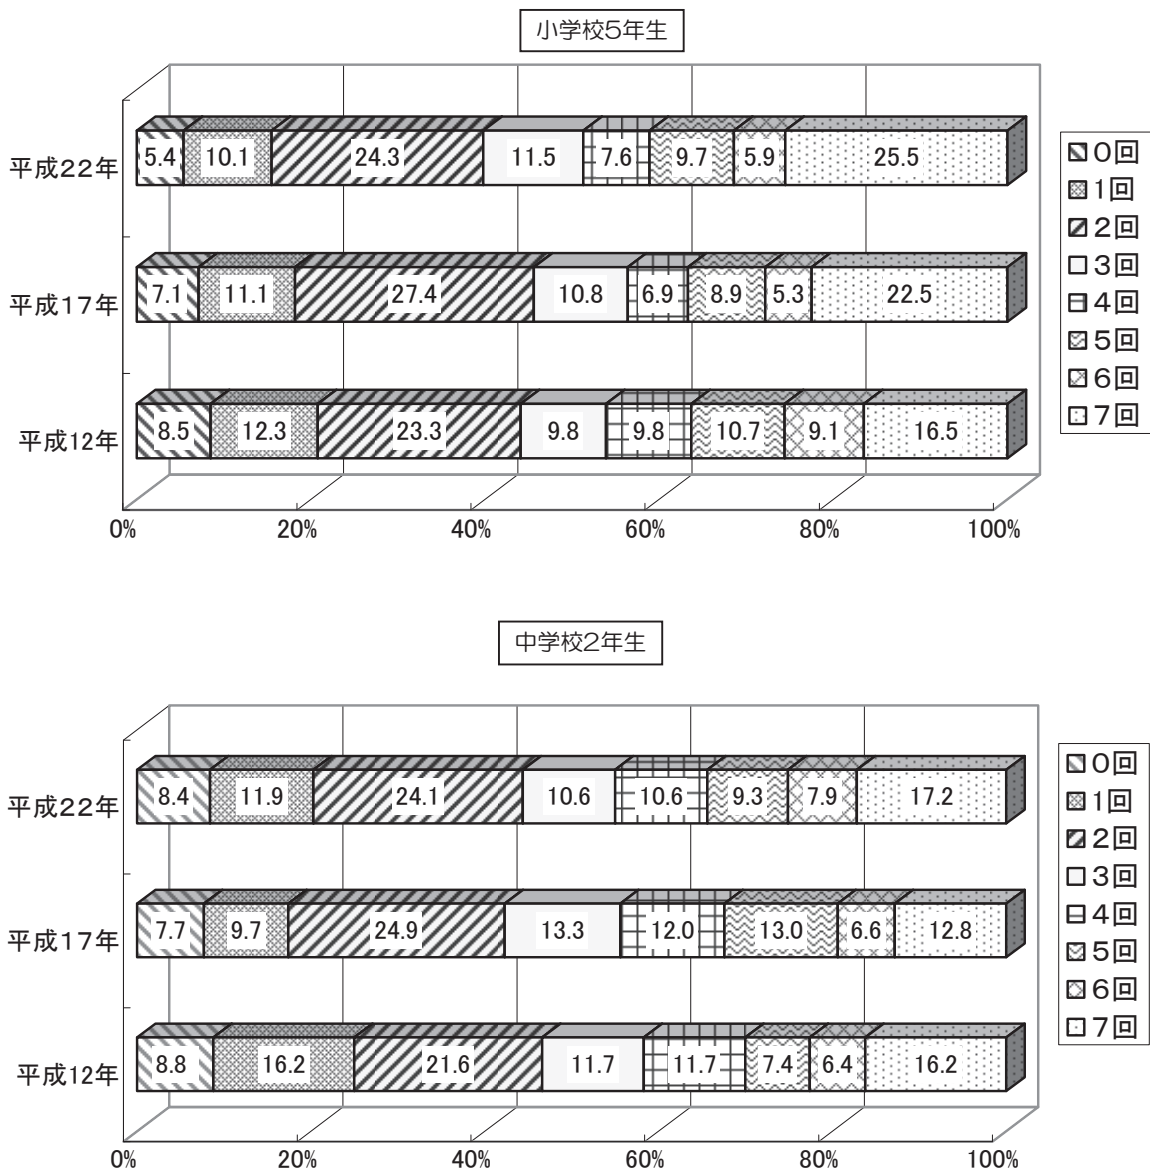 小学校5年生
平成22年 5.4 10.1 24.3 11.5 7.6 9.7 5.9 25.5
平成17年 7.1 11.1 27.4 10.8 6.9 8.9 5.3 22.5
平成12年 8.5 12.3 23.3 9.8 9.8 10.7 9.1 16.5
0% 20% 40% 60% 80% 100%
0回
1回
2回
3回
4回
5回
6回
7回
中学校2年生
平成22年 8.4 11.9 24.1 10.6 10.6 9.3 7.9 17.2
平成17年 7.7 9.7 24.9 13.3 12.0 13.0 6.6 12.8
平成12年 8.8 16.2 21.6 11.7 11.7 7.4 6.4 16.2
0% 20% 40% 60% 80% 100%
0回
1回
2回
3回
4回
5回
6回
7回